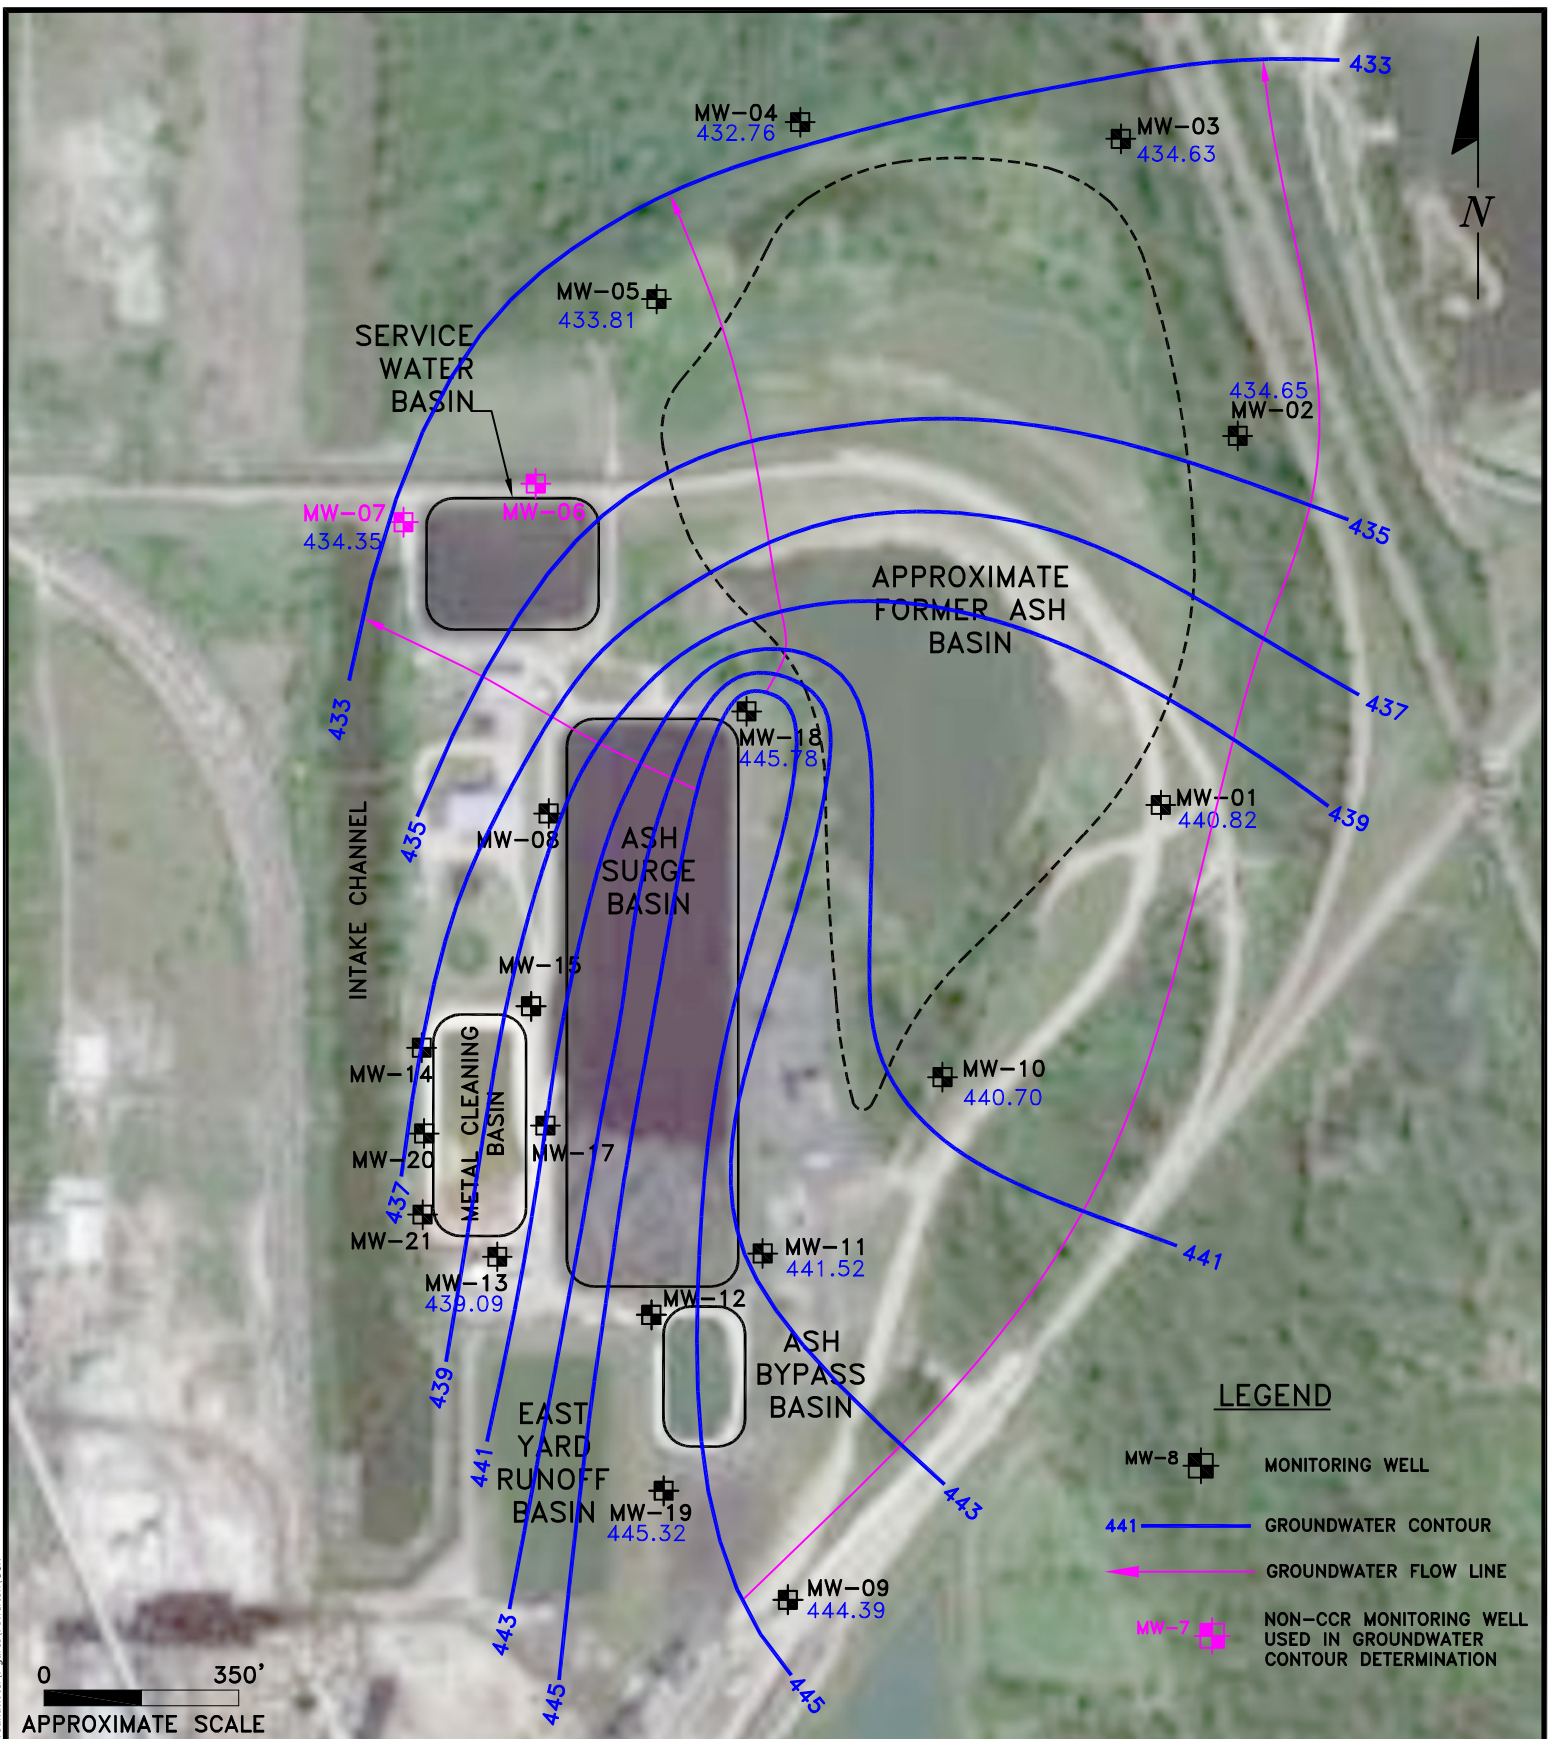 433
MW-04
432.76
MW-03
434.63
N
MW-05
433.81
SERVICE
WATER
BASIN
434.65
MW-02
MW-07
434.35
MW-06
435
APPROXIMATE
FORMER ASH
BASIN
433
437
MW-18
445.78
MW-01
440.82
439
435
MW-08
ASH
SURGE
BASIN
INTAKE CHANNEL
MW-15
MW-14
METAL CLEANING
BASIN
MW-10
440.70
MW-20
MW-17
437
MW-21
MW-11
441.52
441
MW-13
439.09
MW-12
ASH
BYPASS
BASIN
439
EAST
YARD
RUNOFF
BASIN
441
443
MW-19
445.32
MW-09
444.39
443
445
445
LEGEND
MW-8
MONITORING WELL
441
GROUNDWATER CONTOUR
GROUNDWATER FLOW LINE
MW-7
NON-CCR MONITORING WELL
USED IN GROUNDWATER
CONTOUR DETERMINATION
0 350'
APPROXIMATE SCALE